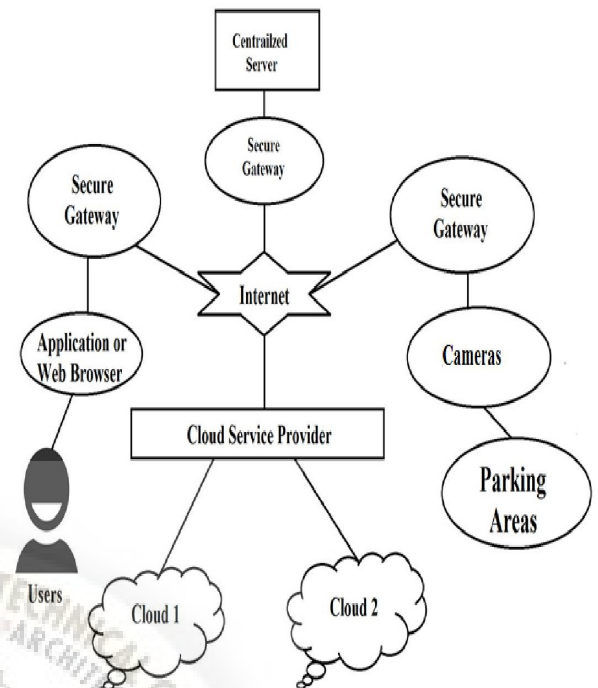 Centrailzed
Server
Secure
Gateway
Secure
Gateway
Secure
Gateway
Internet
Application or
Web Browser
Cameras
Cloud Service Provider
Parking
Areas
Users
Cloud 1
Cloud 2
TECHNICAL